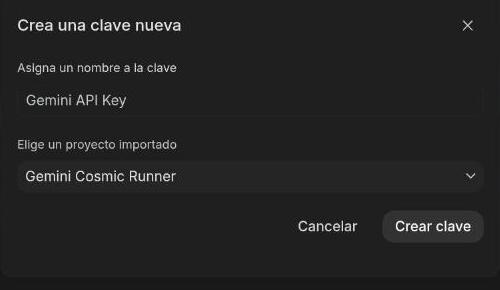 Crea una clave nueva
Asigna un nombre a la clave
Gemini API Key
Elige un proyecto importado
Gemini Cosmic Runner
Cancelar
Crear clave